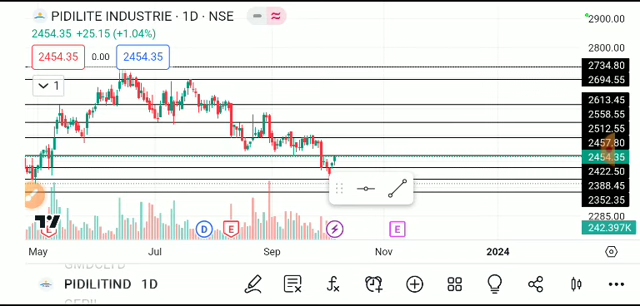 PIDILITE INDUSTRIE · 1D · NSE
2454.35 +25.15 (+1.04%)
2454.35 0.00 2454.35
1
2900.00
2800.00
2734.80
2694.55
2613.45
2558.55
2512.55
2457.80
2454.35
2422.50
2388.45
2352.35
2285.00
242.397K
E D E E
May Jul Sep Nov 2024
GMDCLTD
PIDILITIND 1D